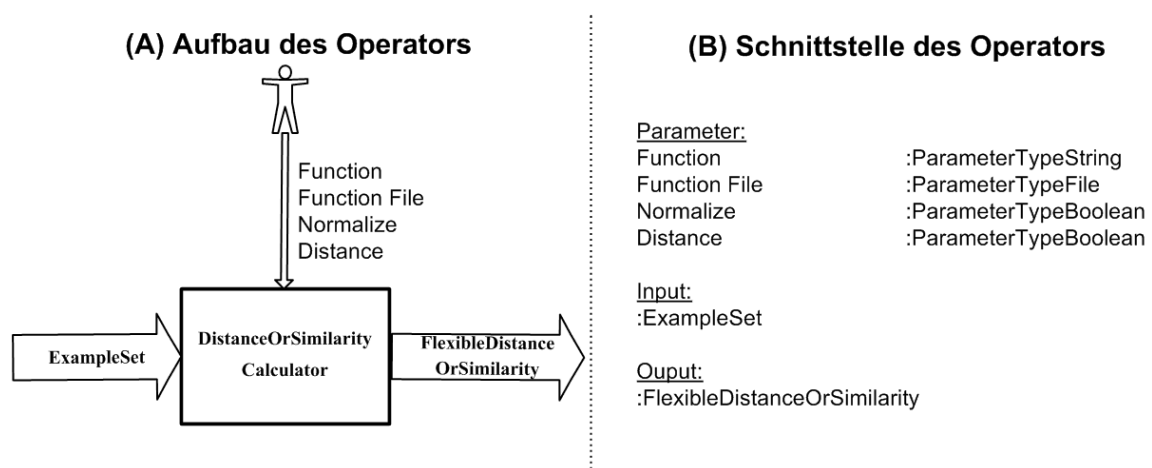 (A) Aufbau des Operators
Function
Function File
Normalize
Distance
ExampleSet
DistanceOrSimilarity
Calculator
FlexibleDistance
OrSimilarity
(B) Schnittstelle des Operators
Parameter:
Function :ParameterTypeString
Function File :ParameterTypeFile
Normalize :ParameterTypeBoolean
Distance :ParameterTypeBoolean
Input:
:ExampleSet
Ouput:
:FlexibleDistanceOrSimilarity